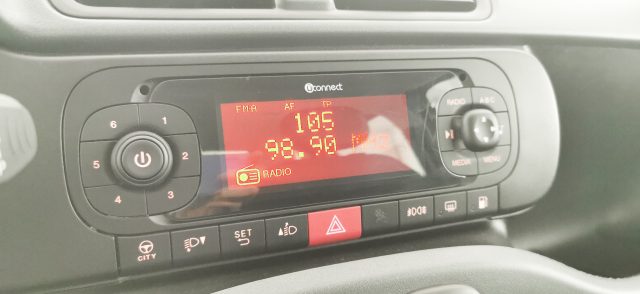 Uconnect
FM-A AF TP
105
98.90
RADIO
6 1
5 2
4 3
RADIO ABC
MEDIA MENU
CITY
SET